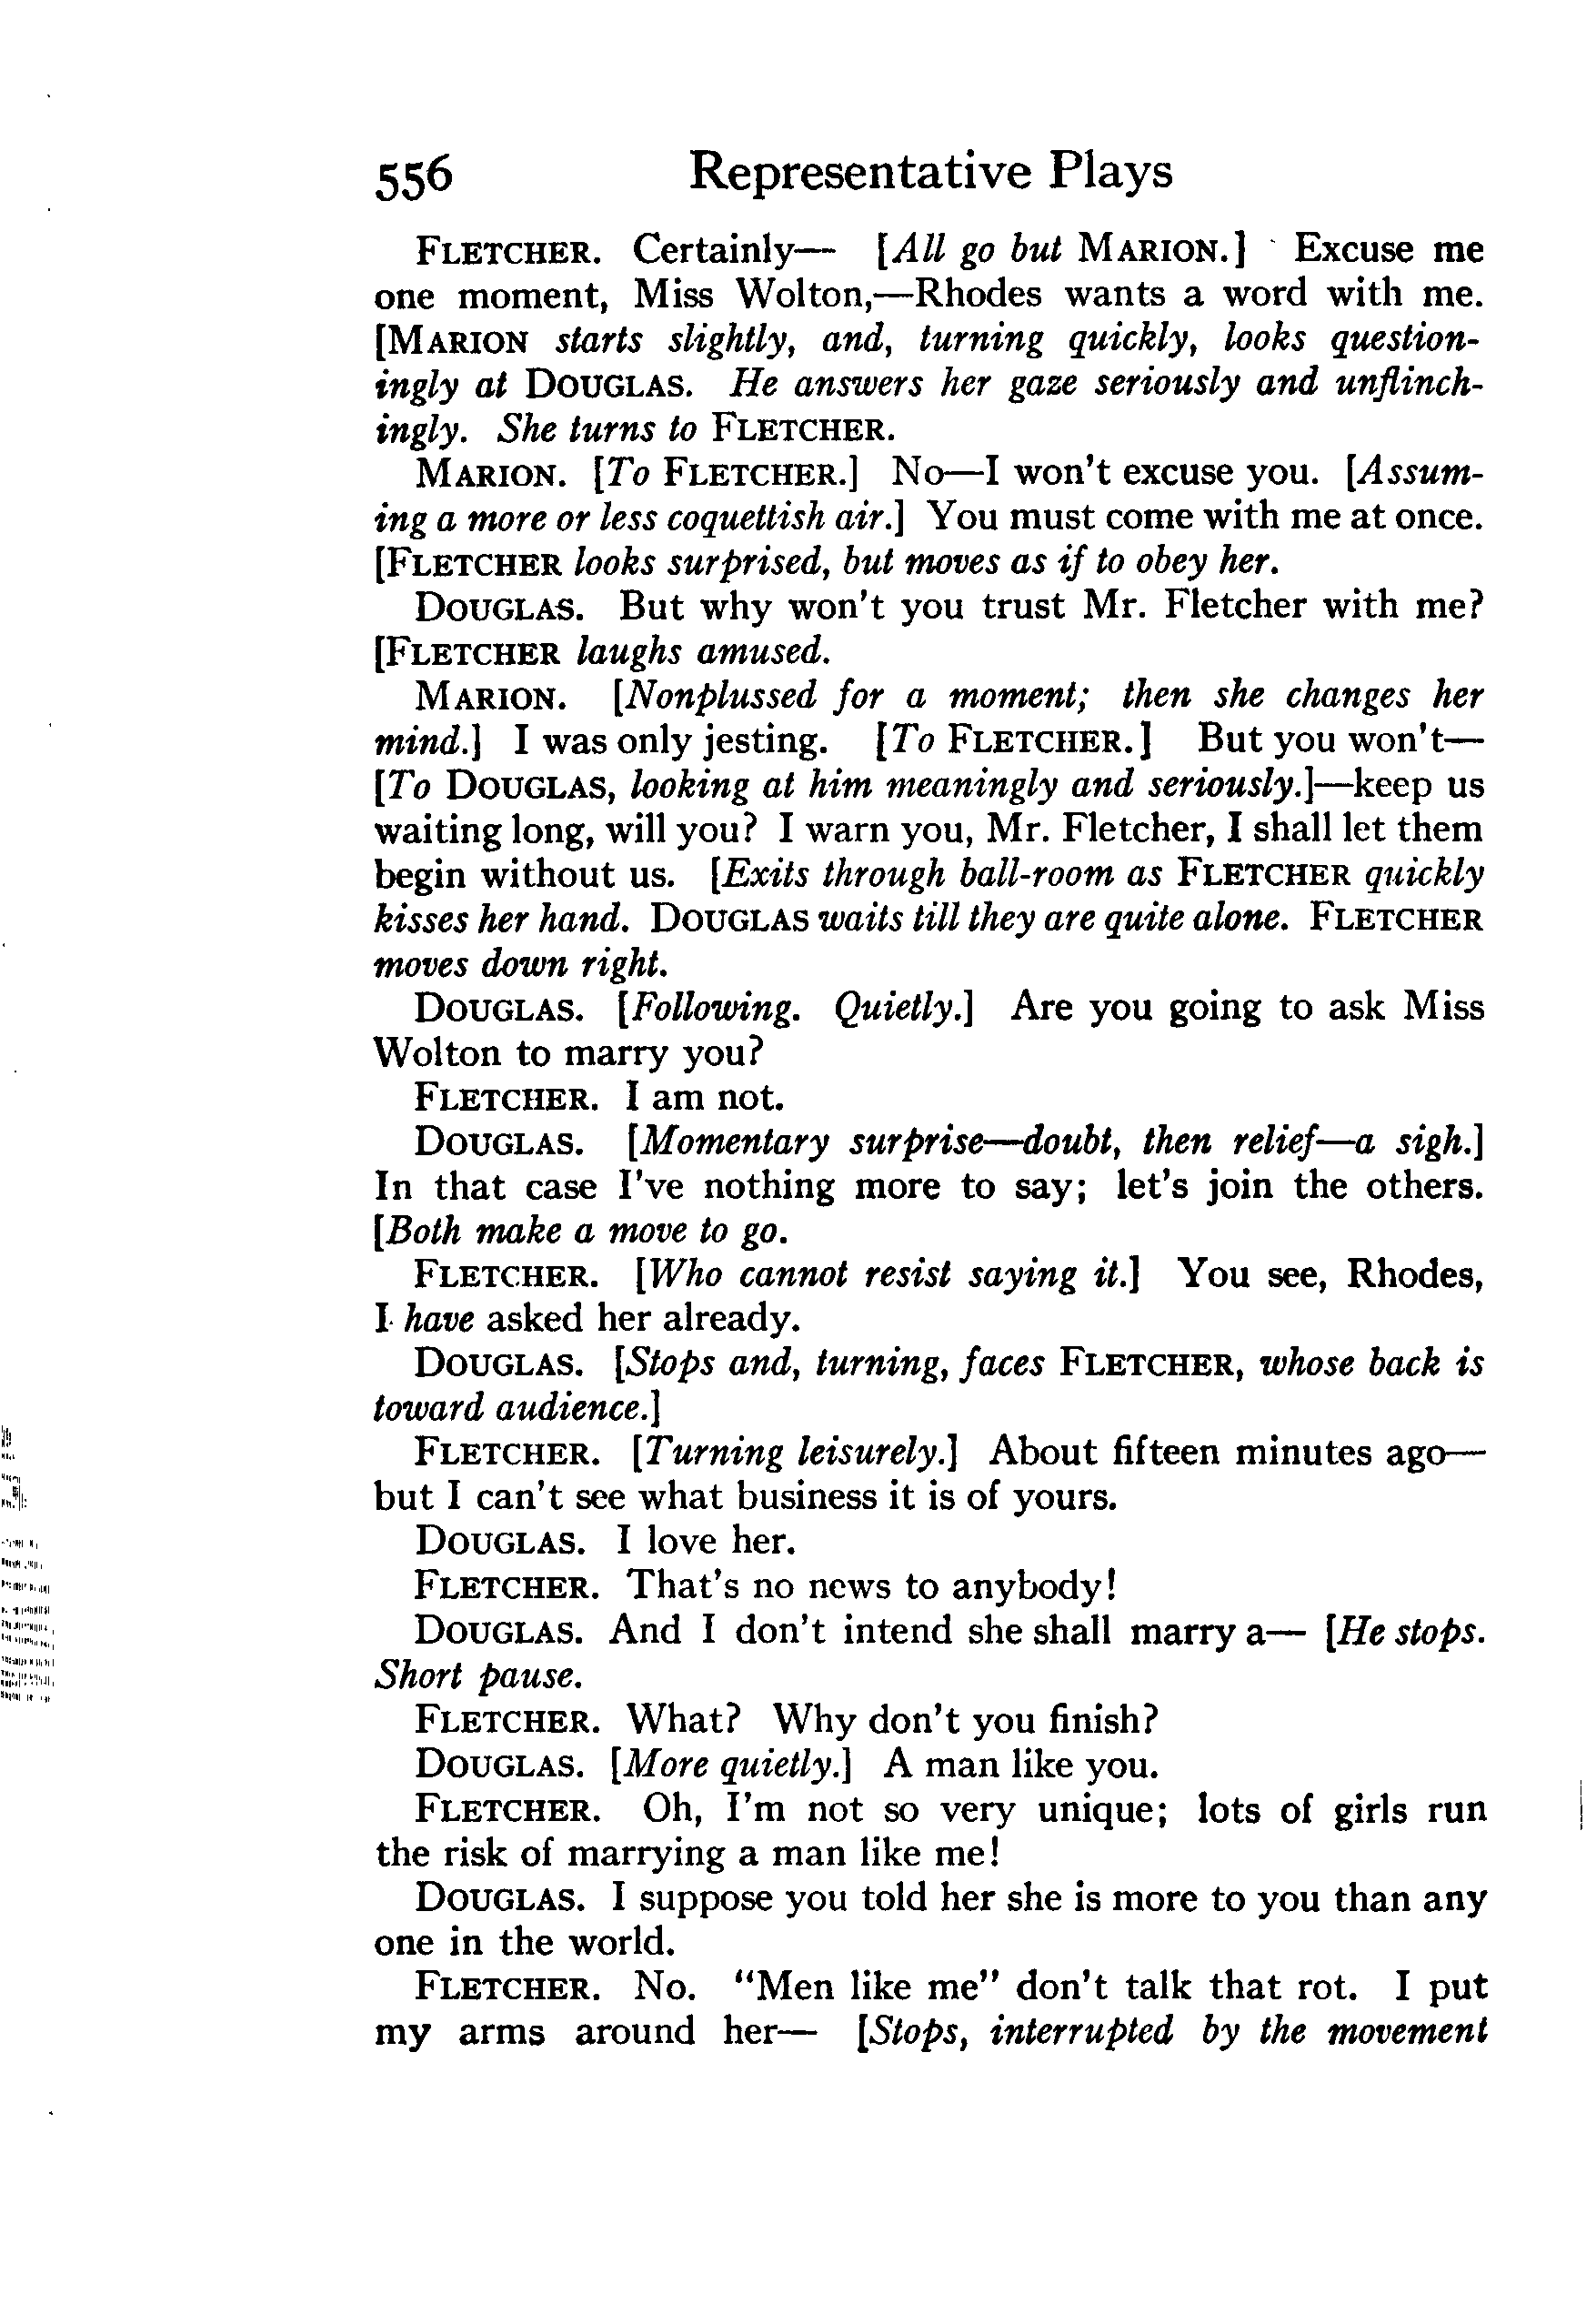 556 Representative Plays
FLETCHER. Certainly— [All go but MARION.] Excuse me
one moment, Miss Wolton,—Rhodes wants a word with me.
[MARION starts slightly, and, turning quickly, looks question-
ingly at DOUGLAS. He answers her gaze seriously and unflinch-
ingly. She turns to FLETCHER.
MARION. [To FLETCHER.] No—I won't excuse you. [Assum-
ing a more or less coquettish air.] You must come with me at once.
[FLETCHER looks surprised, but moves as if to obey her.
DOUGLAS. But why won't you trust Mr. Fletcher with me?
[FLETCHER laughs amused.
MARION. [Nonplussed for a moment; then she changes her
mind.] I was only jesting. [To FLETCHER.] But you won't—
[To DOUGLAS, looking at him meaningly and seriously.]—keep us
waiting long, will you? I warn you, Mr. Fletcher, I shall let them
begin without us. [Exits through ball-room as FLETCHER quickly
kisses her hand. DOUGLAS waits till they are quite alone. FLETCHER
moves down right.
DOUGLAS. [Following. Quietly.] Are you going to ask Miss
Wolton to marry you?
FLETCHER. I am not.
DOUGLAS. [Momentary surprise—doubt, then relief—a sigh.]
In that case I've nothing more to say; let's join the others.
[Both make a move to go.
FLETCHER. [Who cannot resist saying it.] You see, Rhodes,
I have asked her already.
DOUGLAS. [Stops and, turning, faces FLETCHER, whose back is
toward audience.]
FLETCHER. [Turning leisurely.] About fifteen minutes ago—
but I can't see what business it is of yours.
DOUGLAS. I love her.
FLETCHER. That's no news to anybody!
DOUGLAS. And I don't intend she shall marry a— [He stops.
Short pause.
FLETCHER. What? Why don't you finish?
DOUGLAS. [More quietly.] A man like you.
FLETCHER. Oh, I'm not so very unique; lots of girls run
the risk of marrying a man like me!
DOUGLAS. I suppose you told her she is more to you than any
one in the world.
FLETCHER. No. "Men like me" don't talk that rot. I put
my arms around her— [Stops, interrupted by the movement